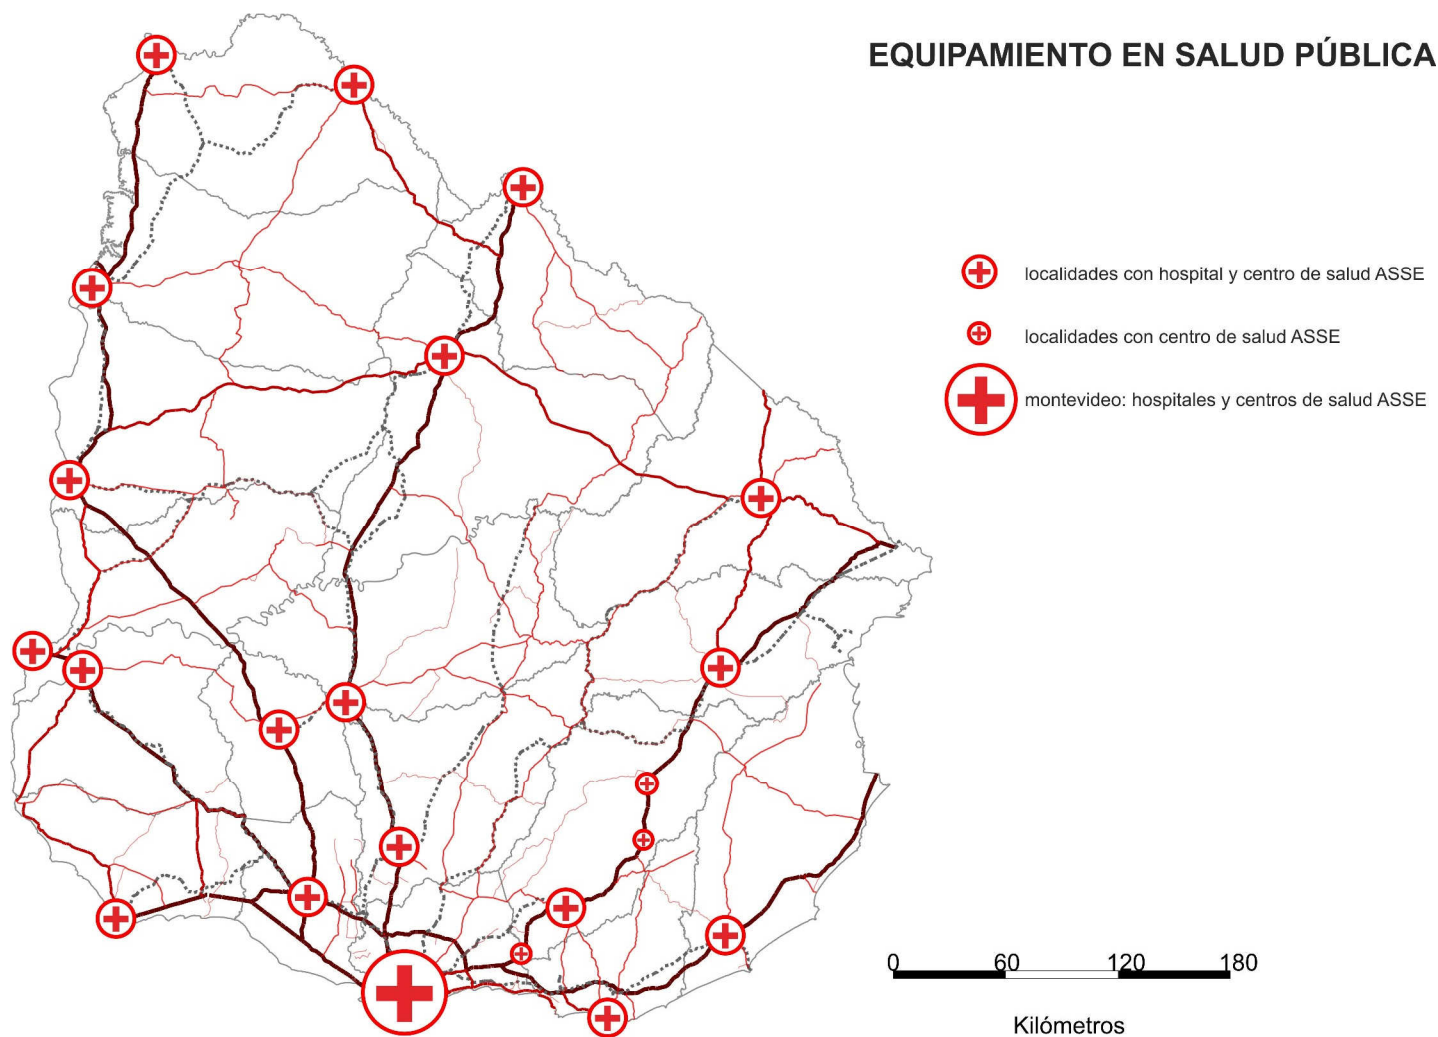 EQUIPAMIENTO EN SALUD PÚBLICA
localidades con hospital y centro de salud ASSE
localidades con centro de salud ASSE
montevideo: hospitales y centros de salud ASSE
0 60 120 180
Kilómetros